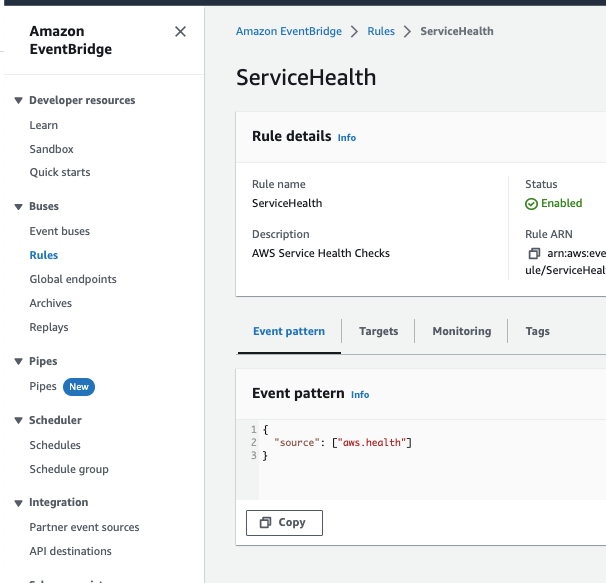 Amazon
EventBridge
Developer resources
Learn
Sandbox
Quick starts
Buses
Event buses
Rules
Global endpoints
Archives
Replays
Pipes
Pipes New
Scheduler
Schedules
Schedule group
Integration
Partner event sources
API destinations
Amazon EventBridge > Rules > ServiceHealth
ServiceHealth
Rule details Info
Rule name
ServiceHealth
Description
AWS Service Health Checks
Status
Enabled
Rule ARN
arn:aws:eve
ule/ServiceHeal
Event pattern
Targets
Monitoring
Tags
Event pattern Info
1 {
2 "source": ["aws.health"]
3 }
Copy